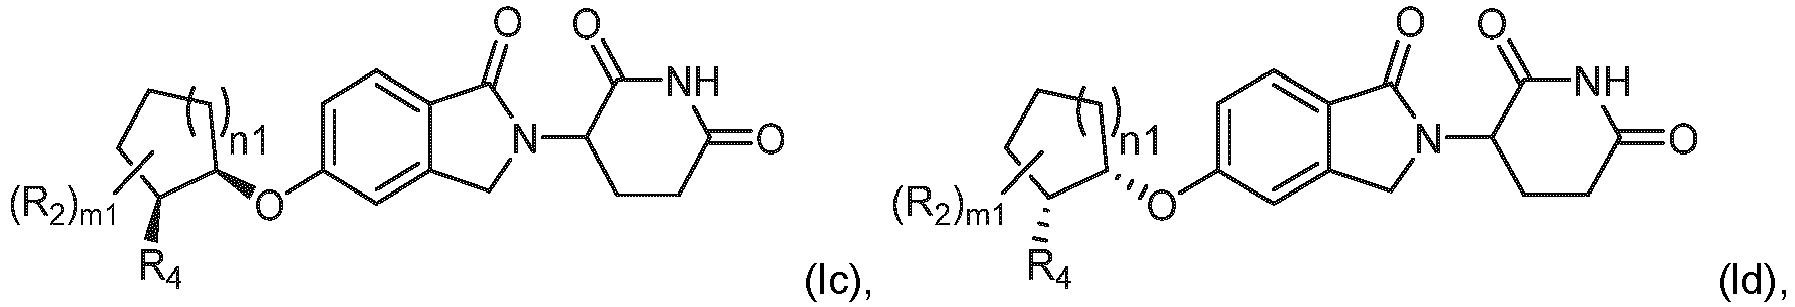 O O O O
NH NH
( )n1 N O ( )n1 N O
(R2)m1 O (R2)m1 O
R4 (Ic), R4 (Id),